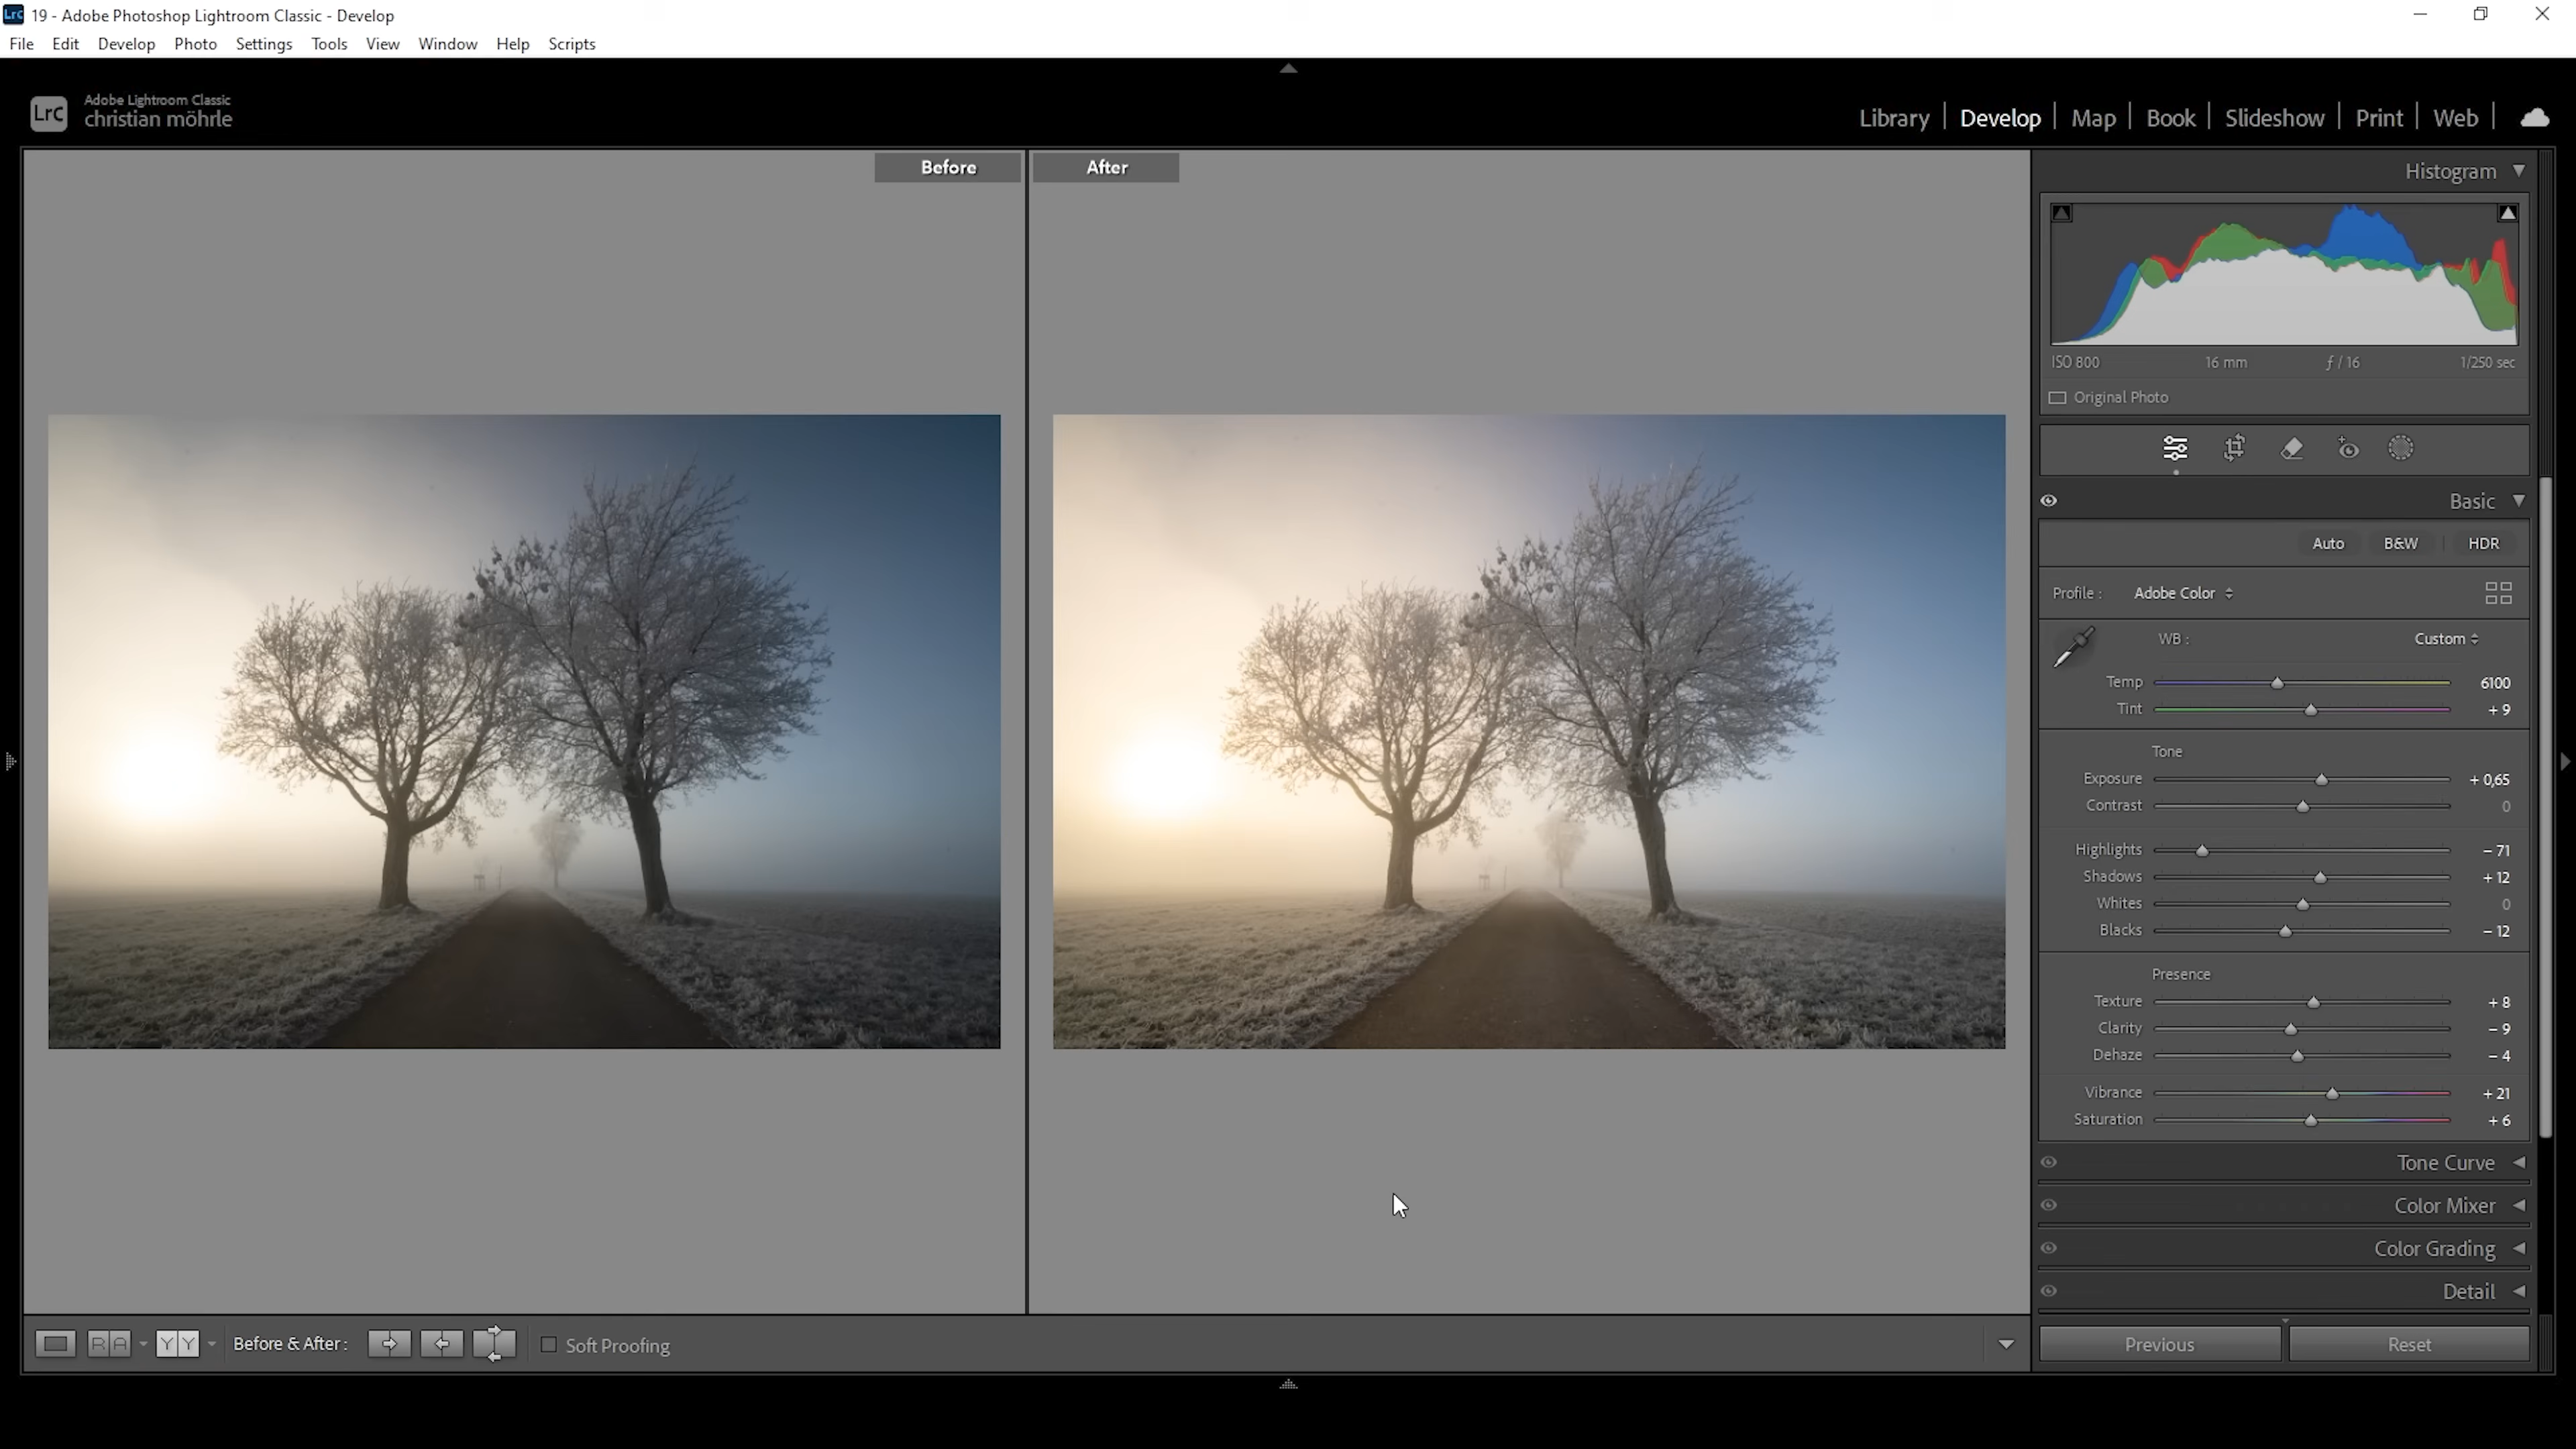 Lrc 19 - Adobe Photoshop Lightroom Classic - Develop
File Edit Develop Photo Settings Tools View Window Help Scripts
Lrc Adobe Lightroom Classic
christian möhrle
Library | Develop | Map | Book | Slideshow | Print | Web |
Before After
Histogram
ISO 800 16 mm ƒ / 16 1/250 sec
Original Photo
Basic
Auto B&W HDR
Profile : Adobe Color
WB : Custom
Temp 6100
Tint + 9
Tone
Exposure + 0,65
Contrast 0
Highlights − 71
Shadows + 12
Whites 0
Blacks − 12
Presence
Texture + 8
Clarity − 9
Dehaze − 4
Vibrance + 21
Saturation + 6
Tone Curve
Color Mixer
Color Grading
Detail
R A Y Y Before & After : Soft Proofing
Previous Reset